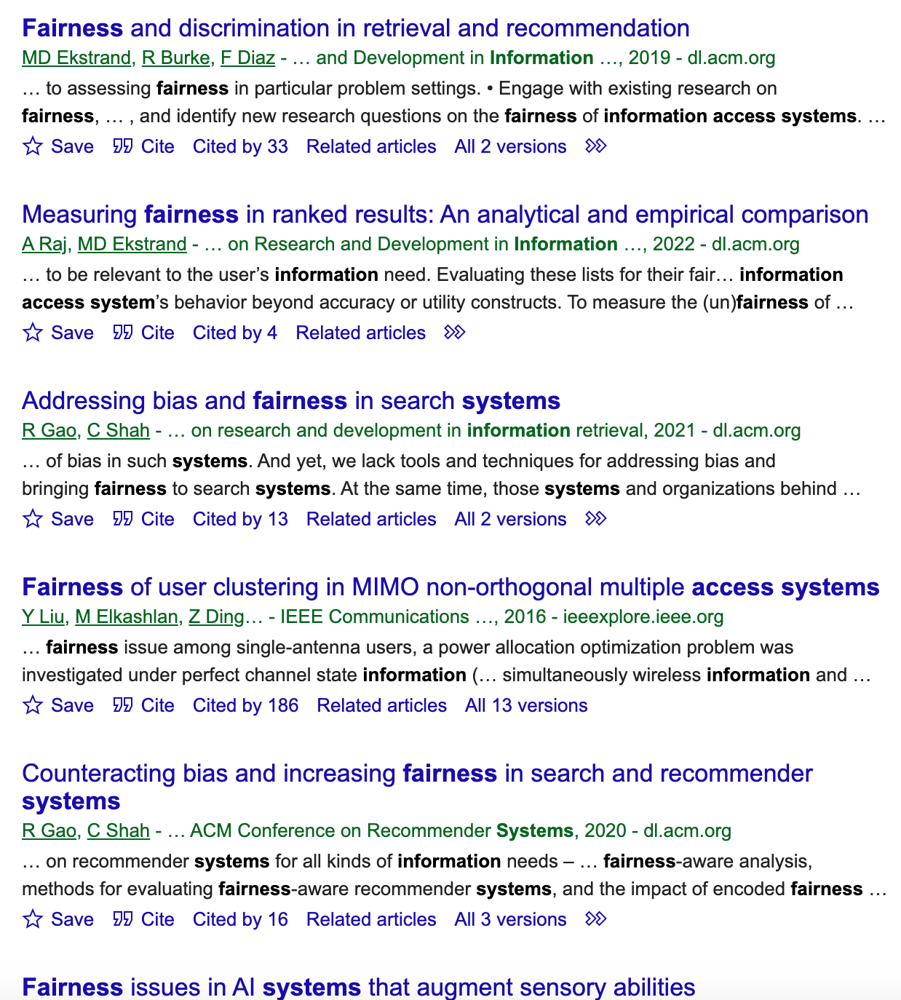 Fairness and discrimination in retrieval and recommendation
MD Ekstrand, R Burke, F Diaz - … and Development in Information …, 2019 - dl.acm.org
… to assessing fairness in particular problem settings. • Engage with existing research on
fairness, … , and identify new research questions on the fairness of information access systems. …
Save Cite Cited by 33 Related articles All 2 versions
Measuring fairness in ranked results: An analytical and empirical comparison
A Raj, MD Ekstrand - … on Research and Development in Information …, 2022 - dl.acm.org
… to be relevant to the user’s information need. Evaluating these lists for their fair… information
access system’s behavior beyond accuracy or utility constructs. To measure the (un)fairness of …
Save Cite Cited by 4 Related articles
Addressing bias and fairness in search systems
R Gao, C Shah - … on research and development in information retrieval, 2021 - dl.acm.org
… of bias in such systems. And yet, we lack tools and techniques for addressing bias and
bringing fairness to search systems. At the same time, those systems and organizations behind …
Save Cite Cited by 13 Related articles All 2 versions
Fairness of user clustering in MIMO non-orthogonal multiple access systems
Y Liu, M Elkashlan, Z Ding… - IEEE Communications …, 2016 - ieeexplore.ieee.org
… fairness issue among single-antenna users, a power allocation optimization problem was
investigated under perfect channel state information (… simultaneously wireless information and …
Save Cite Cited by 186 Related articles All 13 versions
Counteracting bias and increasing fairness in search and recommender
systems
R Gao, C Shah - … ACM Conference on Recommender Systems, 2020 - dl.acm.org
… on recommender systems for all kinds of information needs – … fairness-aware analysis,
methods for evaluating fairness-aware recommender systems, and the impact of encoded fairness …
Save Cite Cited by 16 Related articles All 3 versions
Fairness issues in AI systems that augment sensory abilities